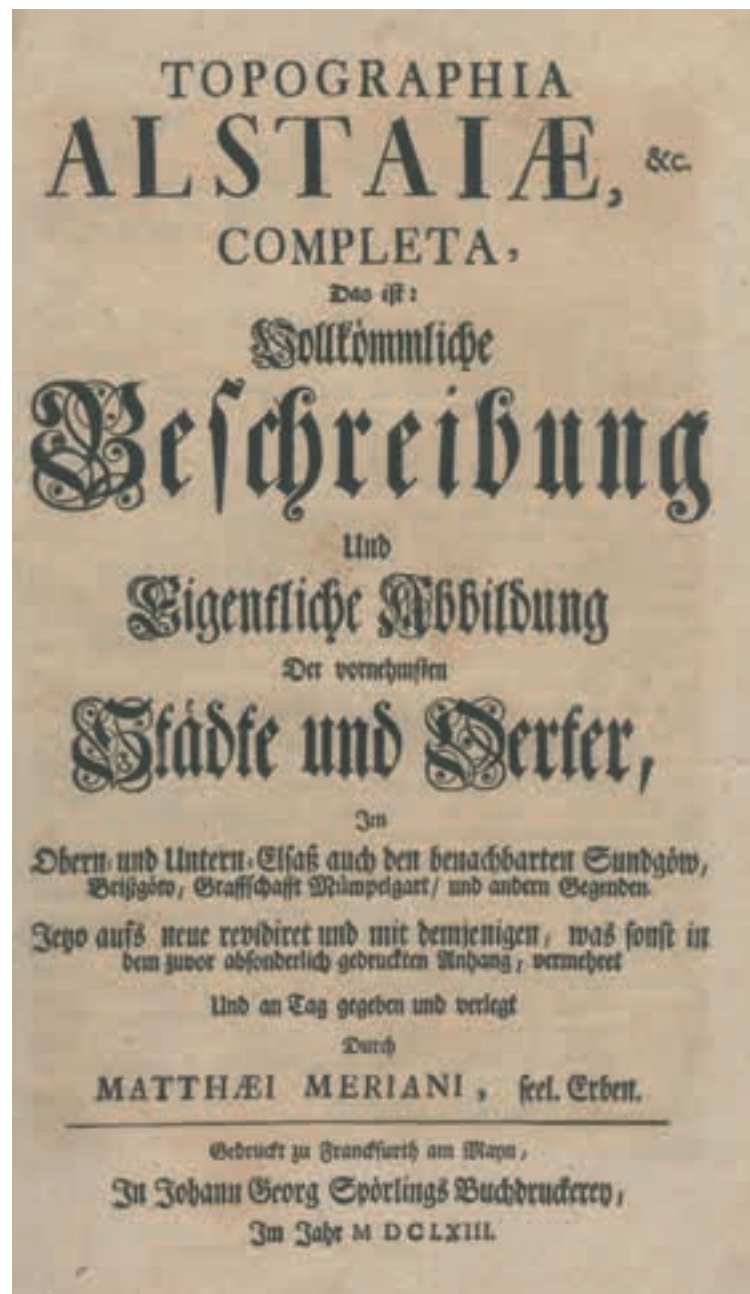 TOPOGRAPHIA
ALSTAIÆ, &c.
COMPLETA,
Das ist:
Vollkömmliche
Beschreibung
Und
Eigentliche Abbildung
Der vornehmsten
Städte und Oerter,
Im
Obern- und Untern-Elsaß auch den benachbarten Sundgöw,
Brißgöw, Graffschafft Mümpelgart/ und andern Gegenden.
Jetzo aufs neue revidiret und mit demjenigen, was sonst in
dem zuvor absonderlich gedruckten Anhang, vermehret
Und an Tag gegeben und verlegt
Durch
MATTHÆI MERIANI, seel. Erben.
Gedruckt zu Franckfurth am Mayn,
In Johann Georg Spörlings Buchdruckerey,
Im Jahr M DCLXIII.